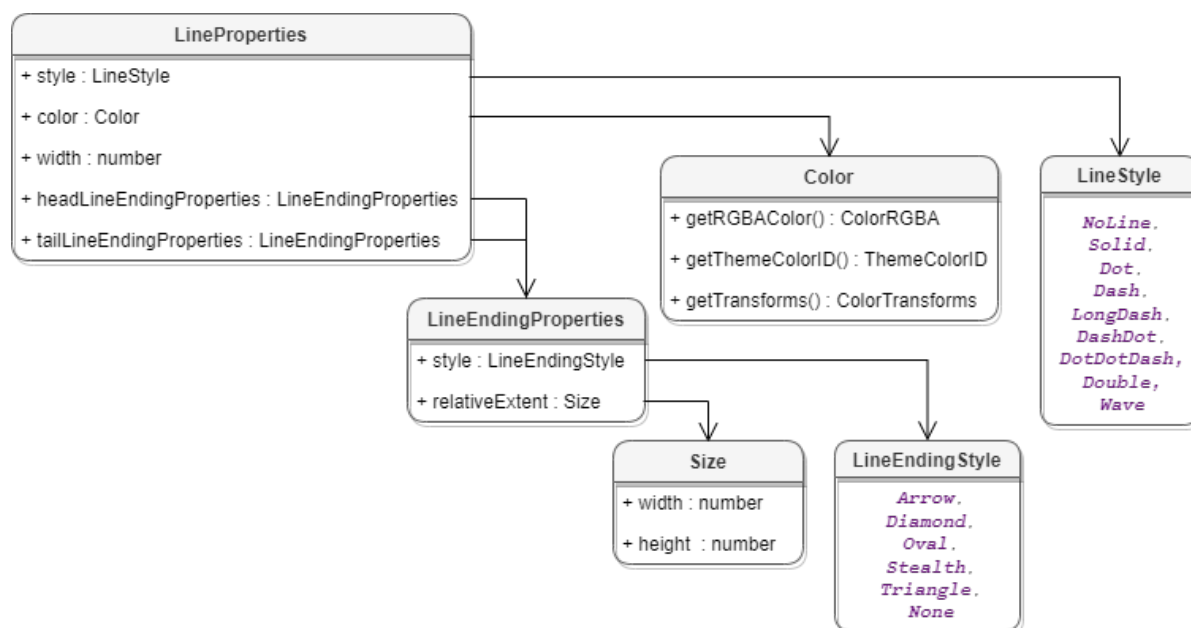 LineProperties
+ style : LineStyle
+ color : Color
+ width : number
+ headLineEndingProperties : LineEndingProperties
+ tailLineEndingProperties : LineEndingProperties
Color
+ getRGBAColor() : ColorRGBA
+ getThemeColorID() : ThemeColorID
+ getTransforms() : ColorTransforms
LineStyle
NoLine,
Solid,
Dot,
Dash,
LongDash,
DashDot,
DotDotDash,
Double,
Wave
LineEndingProperties
+ style : LineEndingStyle
+ relativeExtent : Size
Size
+ width : number
+ height : number
LineEndingStyle
Arrow,
Diamond,
Oval,
Stealth,
Triangle,
None